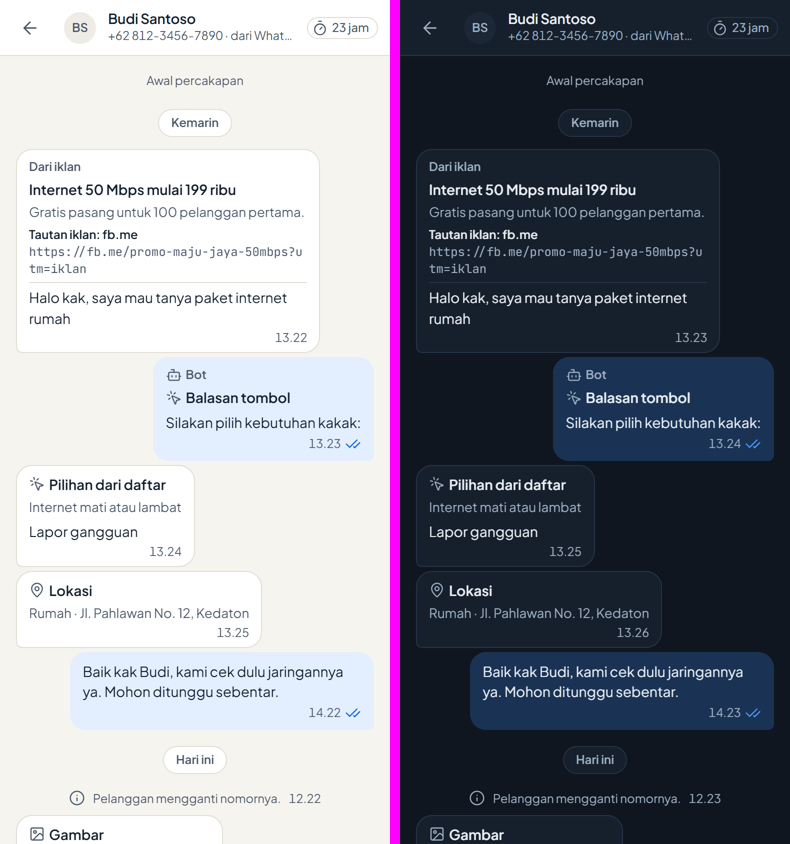 BS
Budi Santoso
+62 812-3456-7890 · dari What...
23 jam
Awal percakapan
Kemarin
Dari iklan
Internet 50 Mbps mulai 199 ribu
Gratis pasang untuk 100 pelanggan pertama.
Tautan iklan: fb.me
https://fb.me/promo-maju-jaya-50mbps?u
tm=iklan
Halo kak, saya mau tanya paket internet
rumah
13.22
Bot
Balasan tombol
Silakan pilih kebutuhan kakak:
13.23
Pilihan dari daftar
Internet mati atau lambat
Lapor gangguan
13.24
Lokasi
Rumah · Jl. Pahlawan No. 12, Kedaton
13.25
Baik kak Budi, kami cek dulu jaringannya
ya. Mohon ditunggu sebentar.
14.22
Hari ini
Pelanggan mengganti nomornya. 12.22
Gambar
BS
Budi Santoso
+62 812-3456-7890 · dari What...
23 jam
Awal percakapan
Kemarin
Dari iklan
Internet 50 Mbps mulai 199 ribu
Gratis pasang untuk 100 pelanggan pertama.
Tautan iklan: fb.me
https://fb.me/promo-maju-jaya-50mbps?u
tm=iklan
Halo kak, saya mau tanya paket internet
rumah
13.23
Bot
Balasan tombol
Silakan pilih kebutuhan kakak:
13.24
Pilihan dari daftar
Internet mati atau lambat
Lapor gangguan
13.25
Lokasi
Rumah · Jl. Pahlawan No. 12, Kedaton
13.26
Baik kak Budi, kami cek dulu jaringannya
ya. Mohon ditunggu sebentar.
14.23
Hari ini
Pelanggan mengganti nomornya. 12.23
Gambar